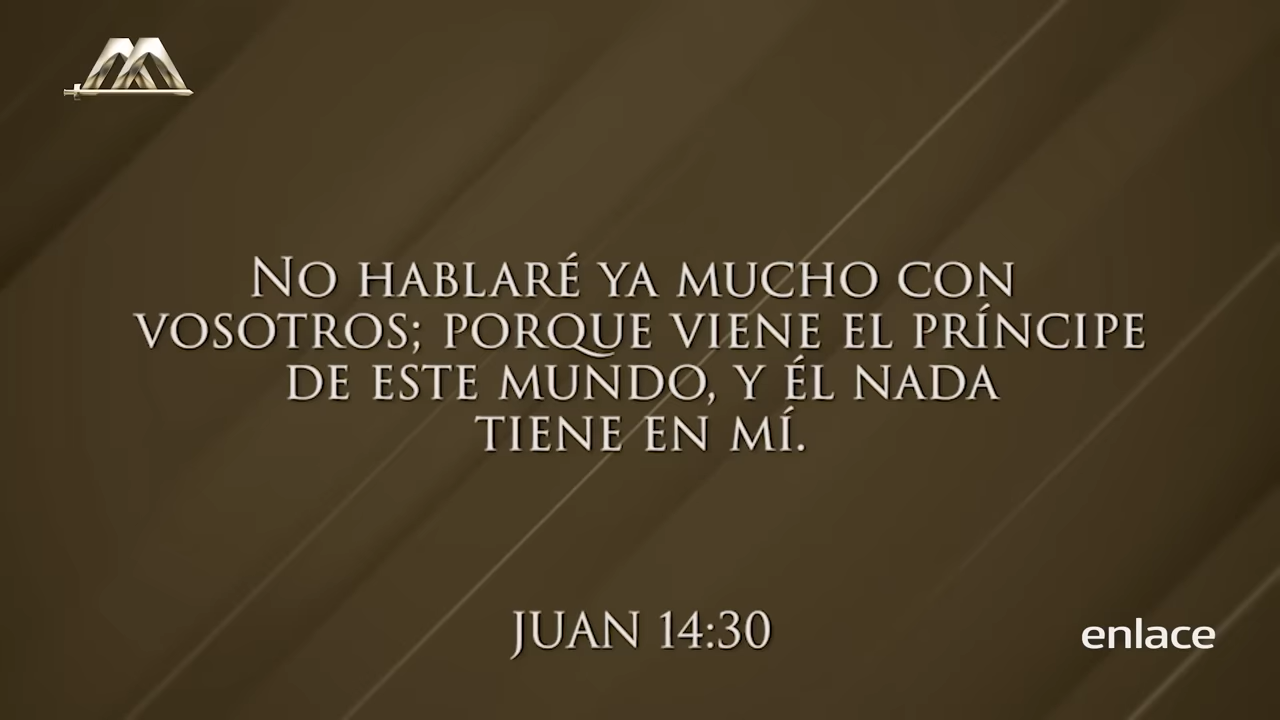 No hablaré ya mucho con
vosotros; porque viene el príncipe
de este mundo, y él nada
tiene en mí.
Juan 14:30
enlace